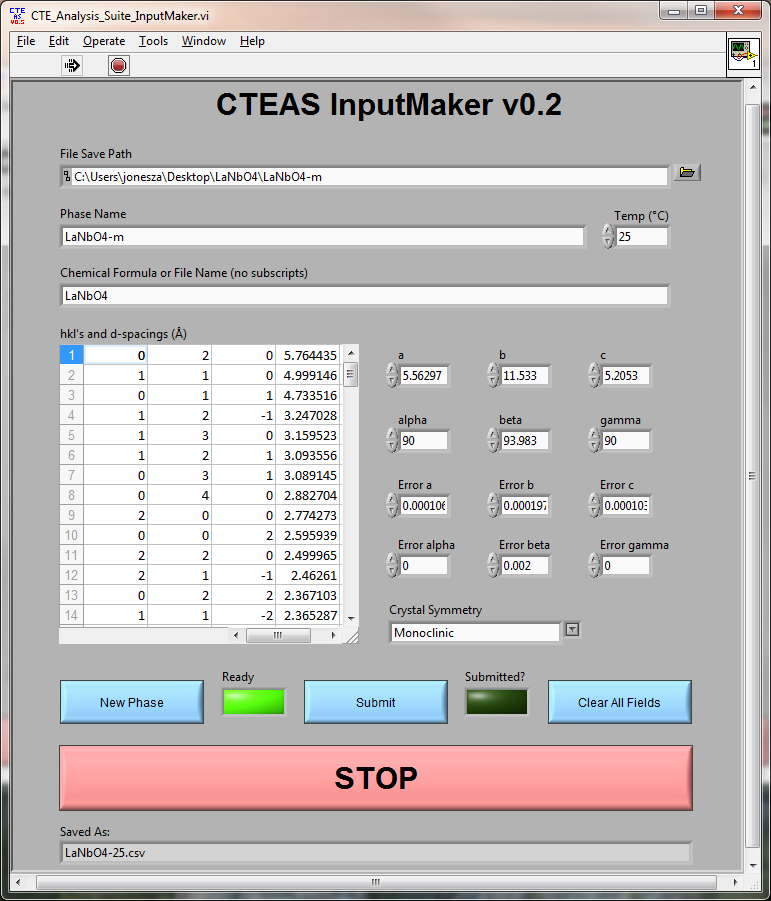 CTE_Analysis_Suite_InputMaker.vi
CTE
AS
V0.5
File Edit Operate Tools Window Help
1
CTEAS InputMaker v0.2
File Save Path
C:\Users\jonesza\Desktop\LaNbO4\LaNbO4-m
Phase Name Temp (°C)
LaNbO4-m 25
Chemical Formula or File Name (no subscripts)
LaNbO4
hkl's and d-spacings (Å)
1 0 2 0 5.764435
2 1 1 0 4.999146
3 0 1 1 4.733516
4 1 2 -1 3.247028
5 1 3 0 3.159523
6 1 2 1 3.093556
7 0 3 1 3.089145
8 0 4 0 2.882704
9 2 0 0 2.774273
10 0 0 2 2.595939
11 2 2 0 2.499965
12 2 1 -1 2.46261
13 0 2 2 2.367103
14 1 1 -2 2.365287
a b c
5.56297 11.533 5.2053
alpha beta gamma
90 93.983 90
Error a Error b Error c
0.000106 0.000197 0.000103
Error alpha Error beta Error gamma
0 0.002 0
Crystal Symmetry
Monoclinic
Ready Submitted?
New Phase Submit Clear All Fields
STOP
Saved As:
LaNbO4-25.csv